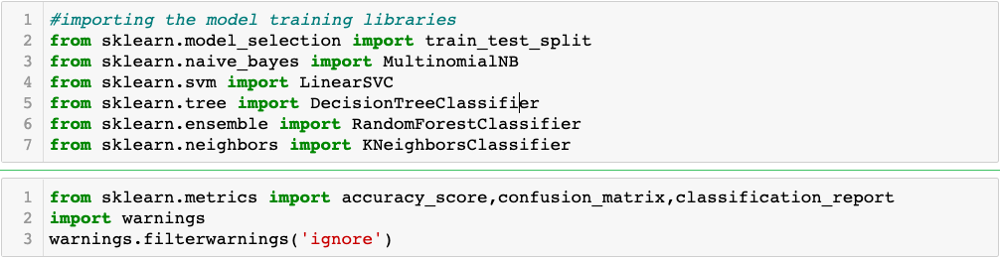 1 #importing the model training libraries
2 from sklearn.model_selection import train_test_split
3 from sklearn.naive_bayes import MultinomialNB
4 from sklearn.svm import LinearSVC
5 from sklearn.tree import DecisionTreeClassifier
6 from sklearn.ensemble import RandomForestClassifier
7 from sklearn.neighbors import KNeighborsClassifier
1 from sklearn.metrics import accuracy_score,confusion_matrix,classification_report
2 import warnings
3 warnings.filterwarnings('ignore')